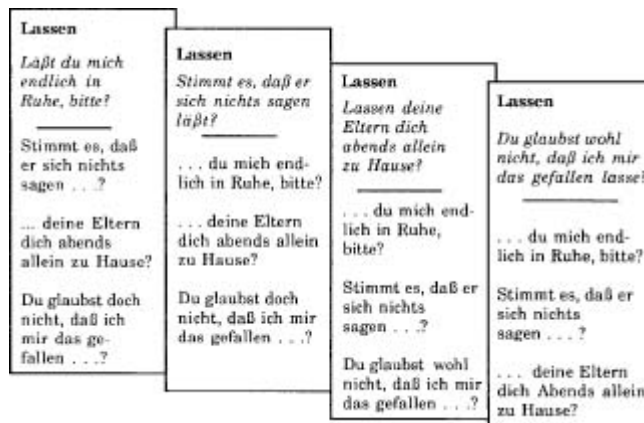 Lassen
Läßt du mich
endlich in
Ruhe, bitte?
Stimmt es, daß
er sich nichts
sagen . . .?
... deine Eltern
dich abends
allein zu Hause?
Du glaubst doch
nicht, daß ich
mir das ge-
fallen . . .?
Lassen
Stimmt es, daß er
sich nichts sagen
läßt?
. . . du mich end-
lich in Ruhe, bitte?
. . . deine Eltern
dich abends allein
zu Hause?
Du glaubst doch
nicht, daß ich mir
das gefallen . . .?
Lassen
Lassen deine
Eltern dich
abends allein
zu Hause?
. . . du mich end-
lich in Ruhe,
bitte?
Stimmt es, daß er
sich nichts
sagen . . .?
Du glaubst wohl
nicht, daß ich mir
das gefallen . . .?
Lassen
Du glaubst wohl
nicht, daß ich mir
das gefallen lasse?
. . . du mich end-
lich in Ruhe, bitte?
Stimmt es, daß er
sich nichts
sagen . . . ?
. . . deine Eltern
dich Abends allein
zu Hause?